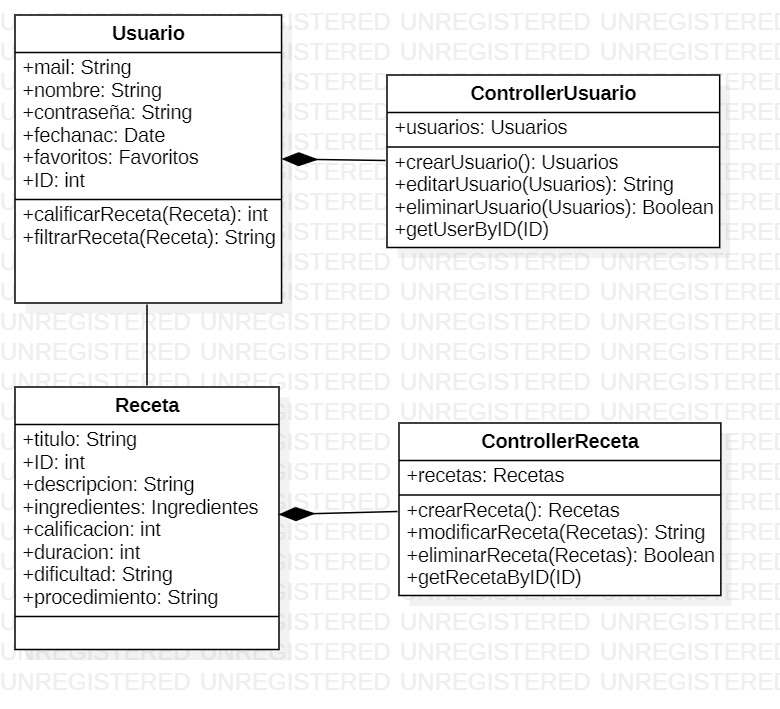 Usuario
+mail: String
+nombre: String
+contraseña: String
+fechanac: Date
+favoritos: Favoritos
+ID: int
+calificarReceta(Receta): int
+filtrarReceta(Receta): String
ControllerUsuario
+usuarios: Usuarios
+crearUsuario(): Usuarios
+editarUsuario(Usuarios): String
+eliminarUsuario(Usuarios): Boolean
+getUserByID(ID)
Receta
+titulo: String
+ID: int
+descripcion: String
+ingredientes: Ingredientes
+calificacion: int
+duracion: int
+dificultad: String
+procedimiento: String
ControllerReceta
+recetas: Recetas
+crearReceta(): Recetas
+modificarReceta(Recetas): String
+eliminarReceta(Recetas): Boolean
+getRecetaByID(ID)
UNREGISTERED UNREGISTERED UNREGISTERED UNREGISTERED